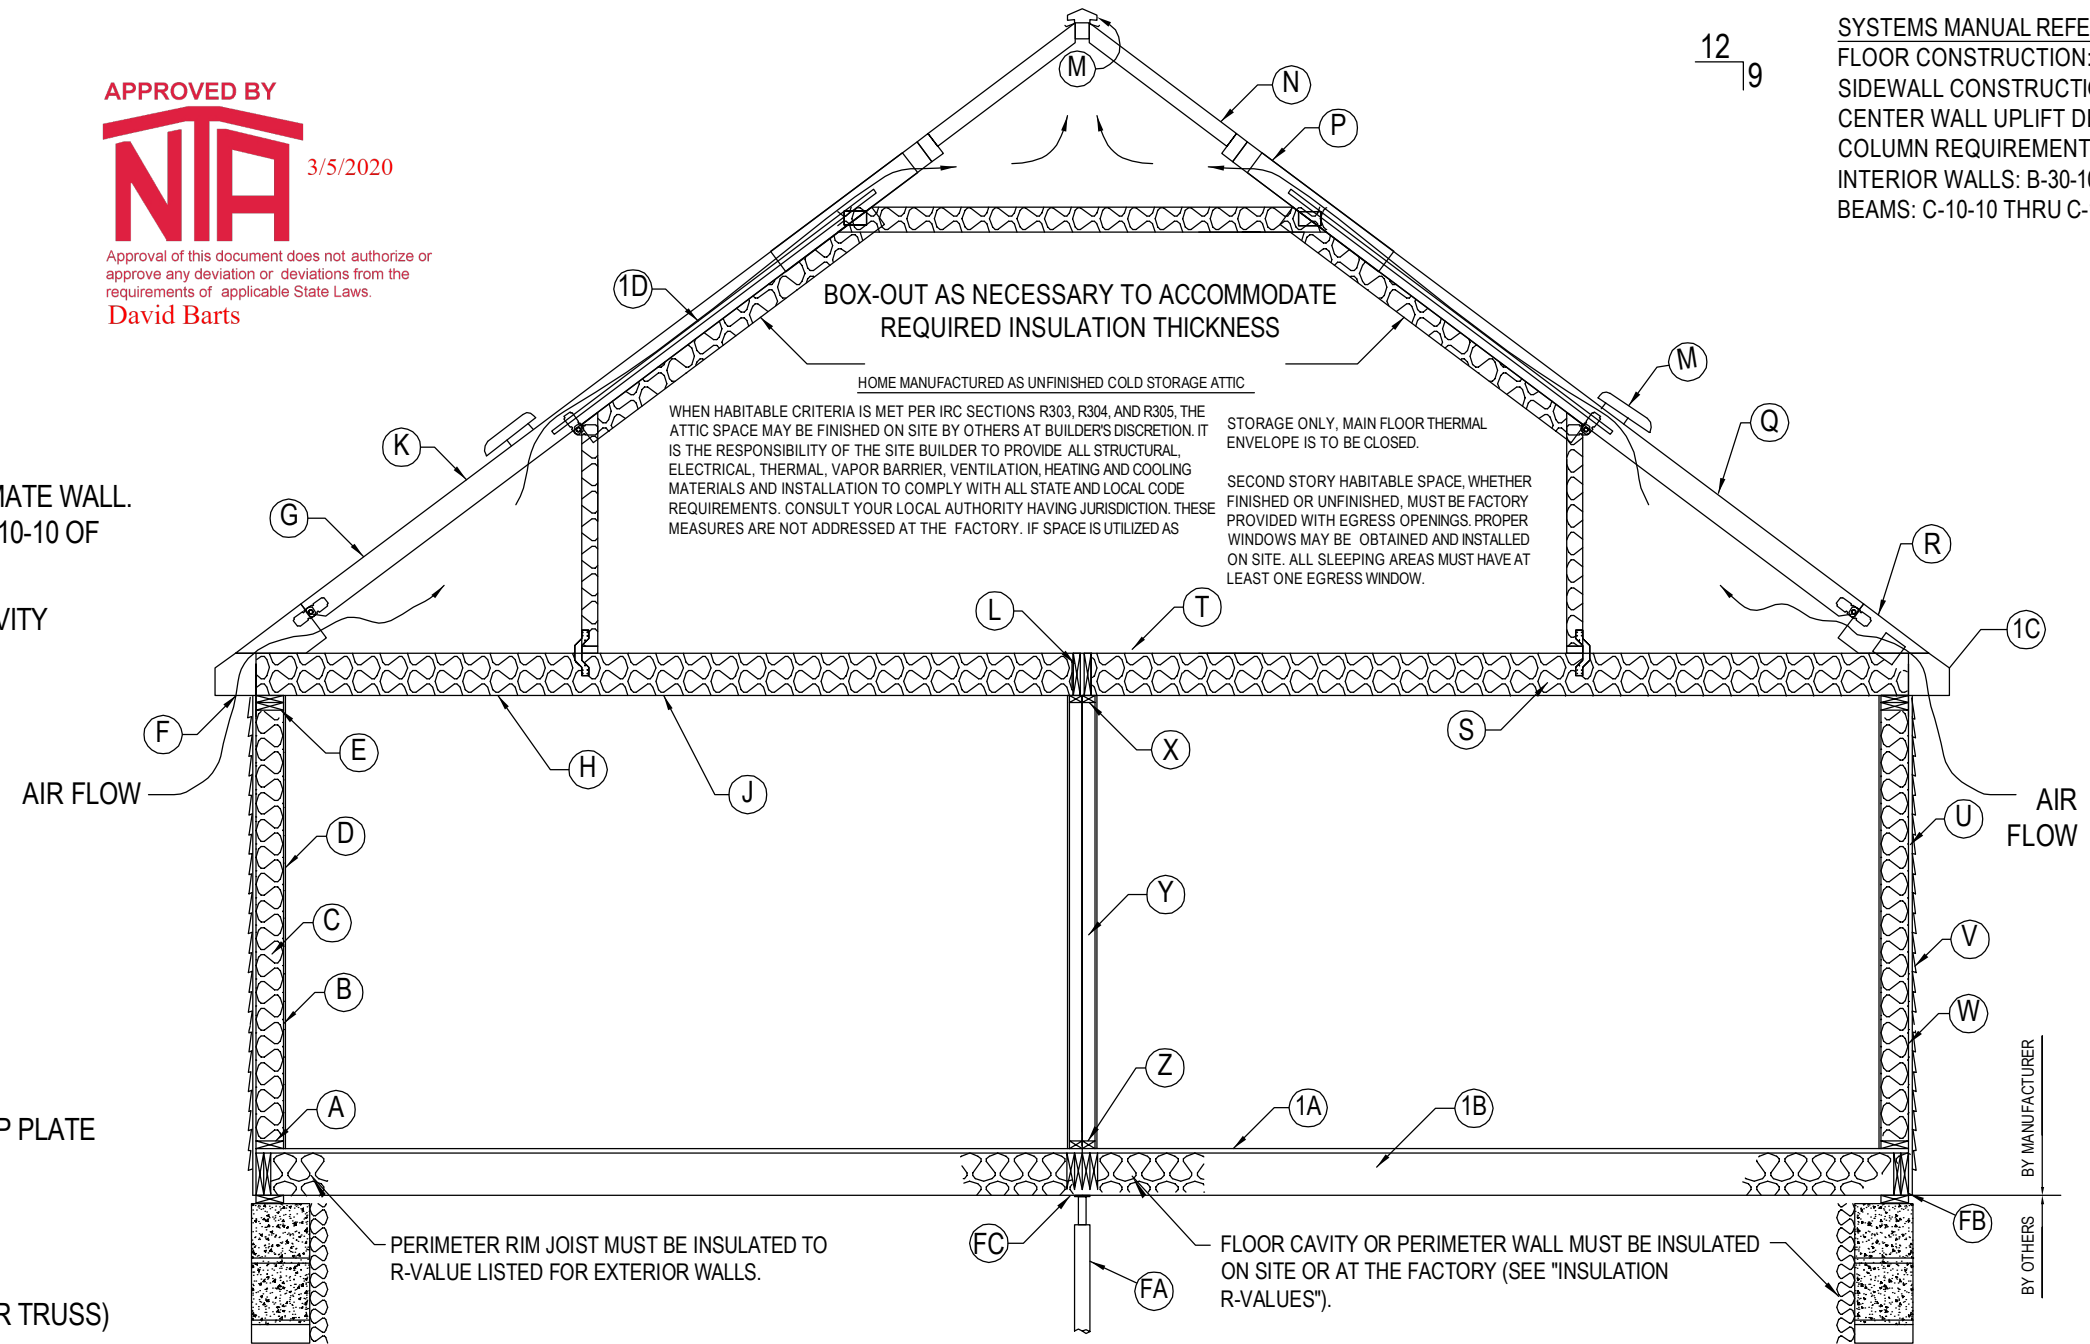 APPROVED BY
NTA
3/5/2020
Approval of this document does not authorize or
approve any deviation or deviations from the
requirements of applicable State Laws.
David Barts
12
9
SYSTEMS MANUAL REFE
FLOOR CONSTRUCTION:
SIDEWALL CONSTRUCTI
CENTER WALL UPLIFT D
COLUMN REQUIREMENT
INTERIOR WALLS: B-30-10
BEAMS: C-10-10 THRU C-
M
N
P
1D
BOX-OUT AS NECESSARY TO ACCOMMODATE
REQUIRED INSULATION THICKNESS
M
HOME MANUFACTURED AS UNFINISHED COLD STORAGE ATTIC
WHEN HABITABLE CRITERIA IS MET PER IRC SECTIONS R303, R304, AND R305, THE
ATTIC SPACE MAY BE FINISHED ON SITE BY OTHERS AT BUILDER'S DISCRETION. IT
IS THE RESPONSIBILITY OF THE SITE BUILDER TO PROVIDE ALL STRUCTURAL,
ELECTRICAL, THERMAL, VAPOR BARRIER, VENTILATION, HEATING AND COOLING
MATERIALS AND INSTALLATION TO COMPLY WITH ALL STATE AND LOCAL CODE
REQUIREMENTS. CONSULT YOUR LOCAL AUTHORITY HAVING JURISDICTION. THESE
MEASURES ARE NOT ADDRESSED AT THE FACTORY. IF SPACE IS UTILIZED AS
STORAGE ONLY, MAIN FLOOR THERMAL
ENVELOPE IS TO BE CLOSED.
SECOND STORY HABITABLE SPACE, WHETHER
FINISHED OR UNFINISHED, MUST BE FACTORY
PROVIDED WITH EGRESS OPENINGS. PROPER
WINDOWS MAY BE OBTAINED AND INSTALLED
ON SITE. ALL SLEEPING AREAS MUST HAVE AT
LEAST ONE EGRESS WINDOW.
K
Q
MATE WALL.
10-10 OF
G
R
VITY
L
T
1C
F
E
H
J
X
S
AIR FLOW
AIR
FLOW
D
U
Y
C
V
B
W
Z
A
1A
1B
P PLATE
BY MANUFACTURER
BY OTHERS
FC
FB
FA
PERIMETER RIM JOIST MUST BE INSULATED TO
R-VALUE LISTED FOR EXTERIOR WALLS.
FLOOR CAVITY OR PERIMETER WALL MUST BE INSULATED
ON SITE OR AT THE FACTORY (SEE "INSULATION
R-VALUES").
R TRUSS)